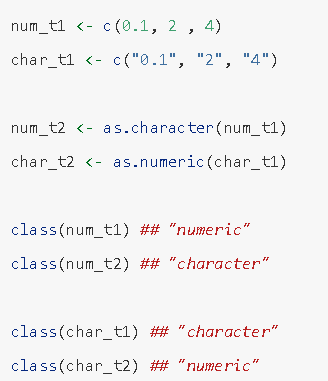 num_t1 <- c(0.1, 2 , 4)
char_t1 <- c("0.1", "2", "4")
num_t2 <- as.character(num_t1)
char_t2 <- as.numeric(char_t1)
class(num_t1) ## "numeric"
class(num_t2) ## "character"
class(char_t1) ## "character"
class(char_t2) ## "numeric"